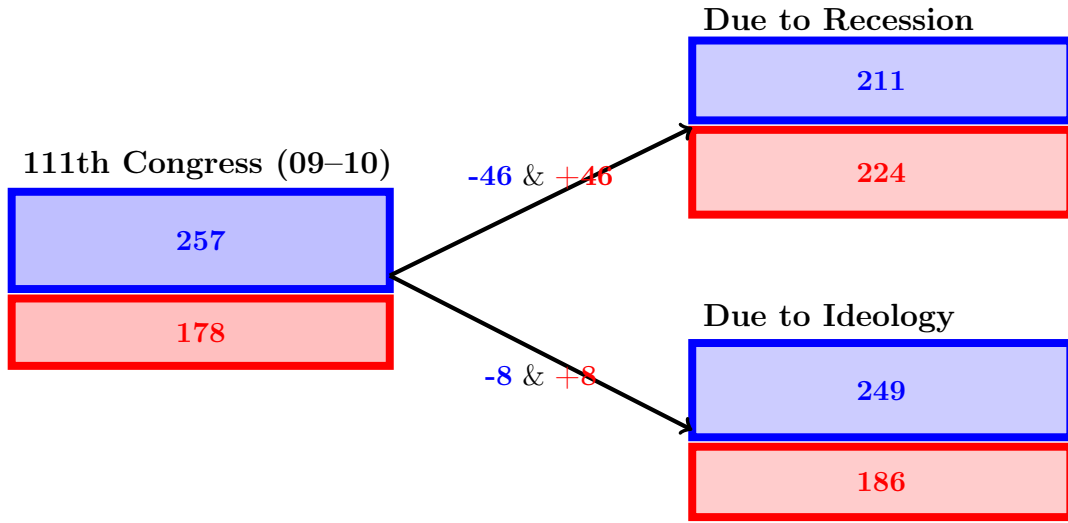 111th Congress (09–10)
257
178
-46 & +46
-8 & +8
Due to Recession
211
224
Due to Ideology
249
186